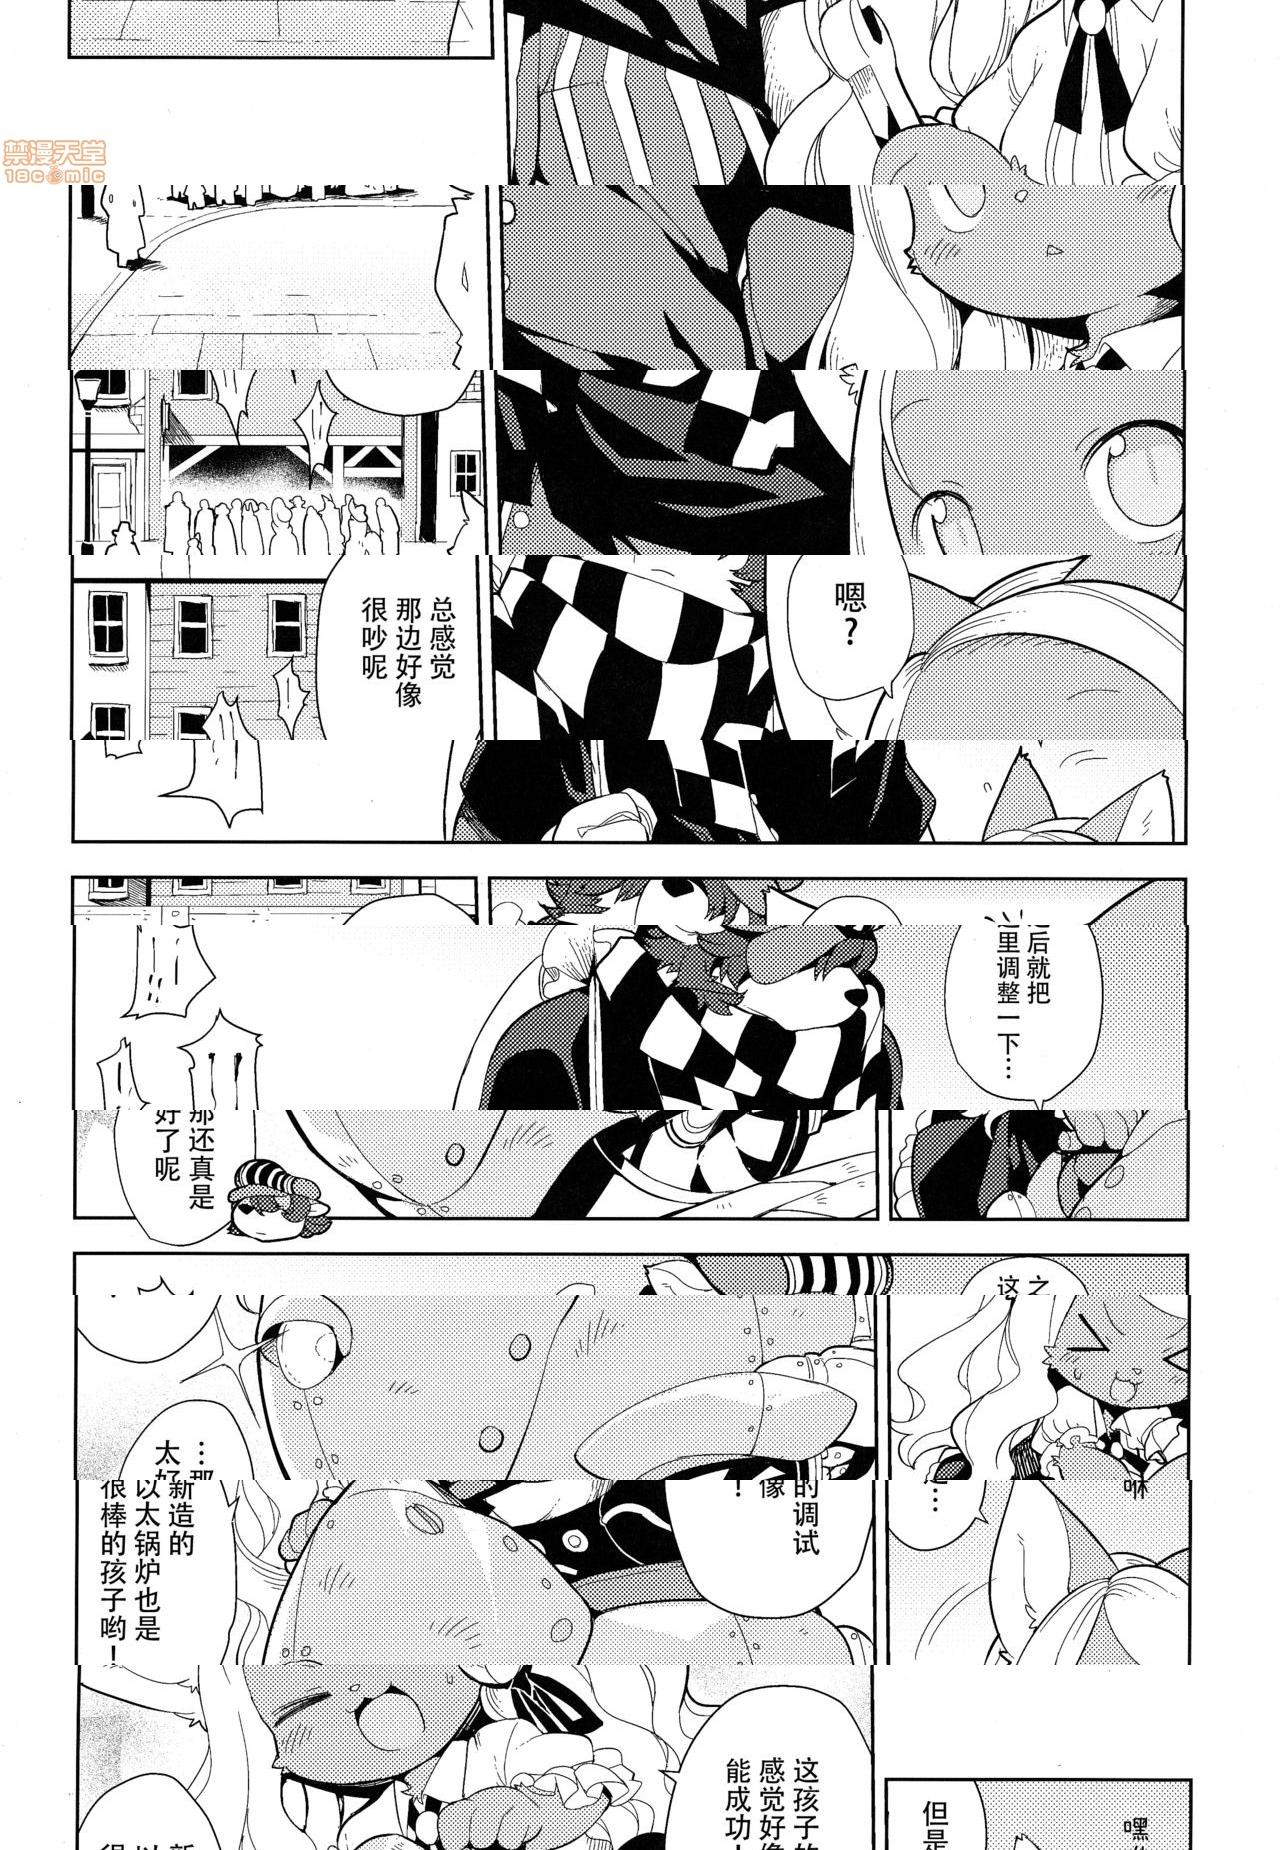 禁漫天堂
18comic
嗯?
总感觉
那边好像
很吵呢
后就把
里调整一下…
还真是
好了呢
之
这
…
太好
新造的
以太锅炉也是
很棒的孩子哟!
的调试
像
!
咻
…
这孩子的
感觉好像
能成功!
嘿
但是